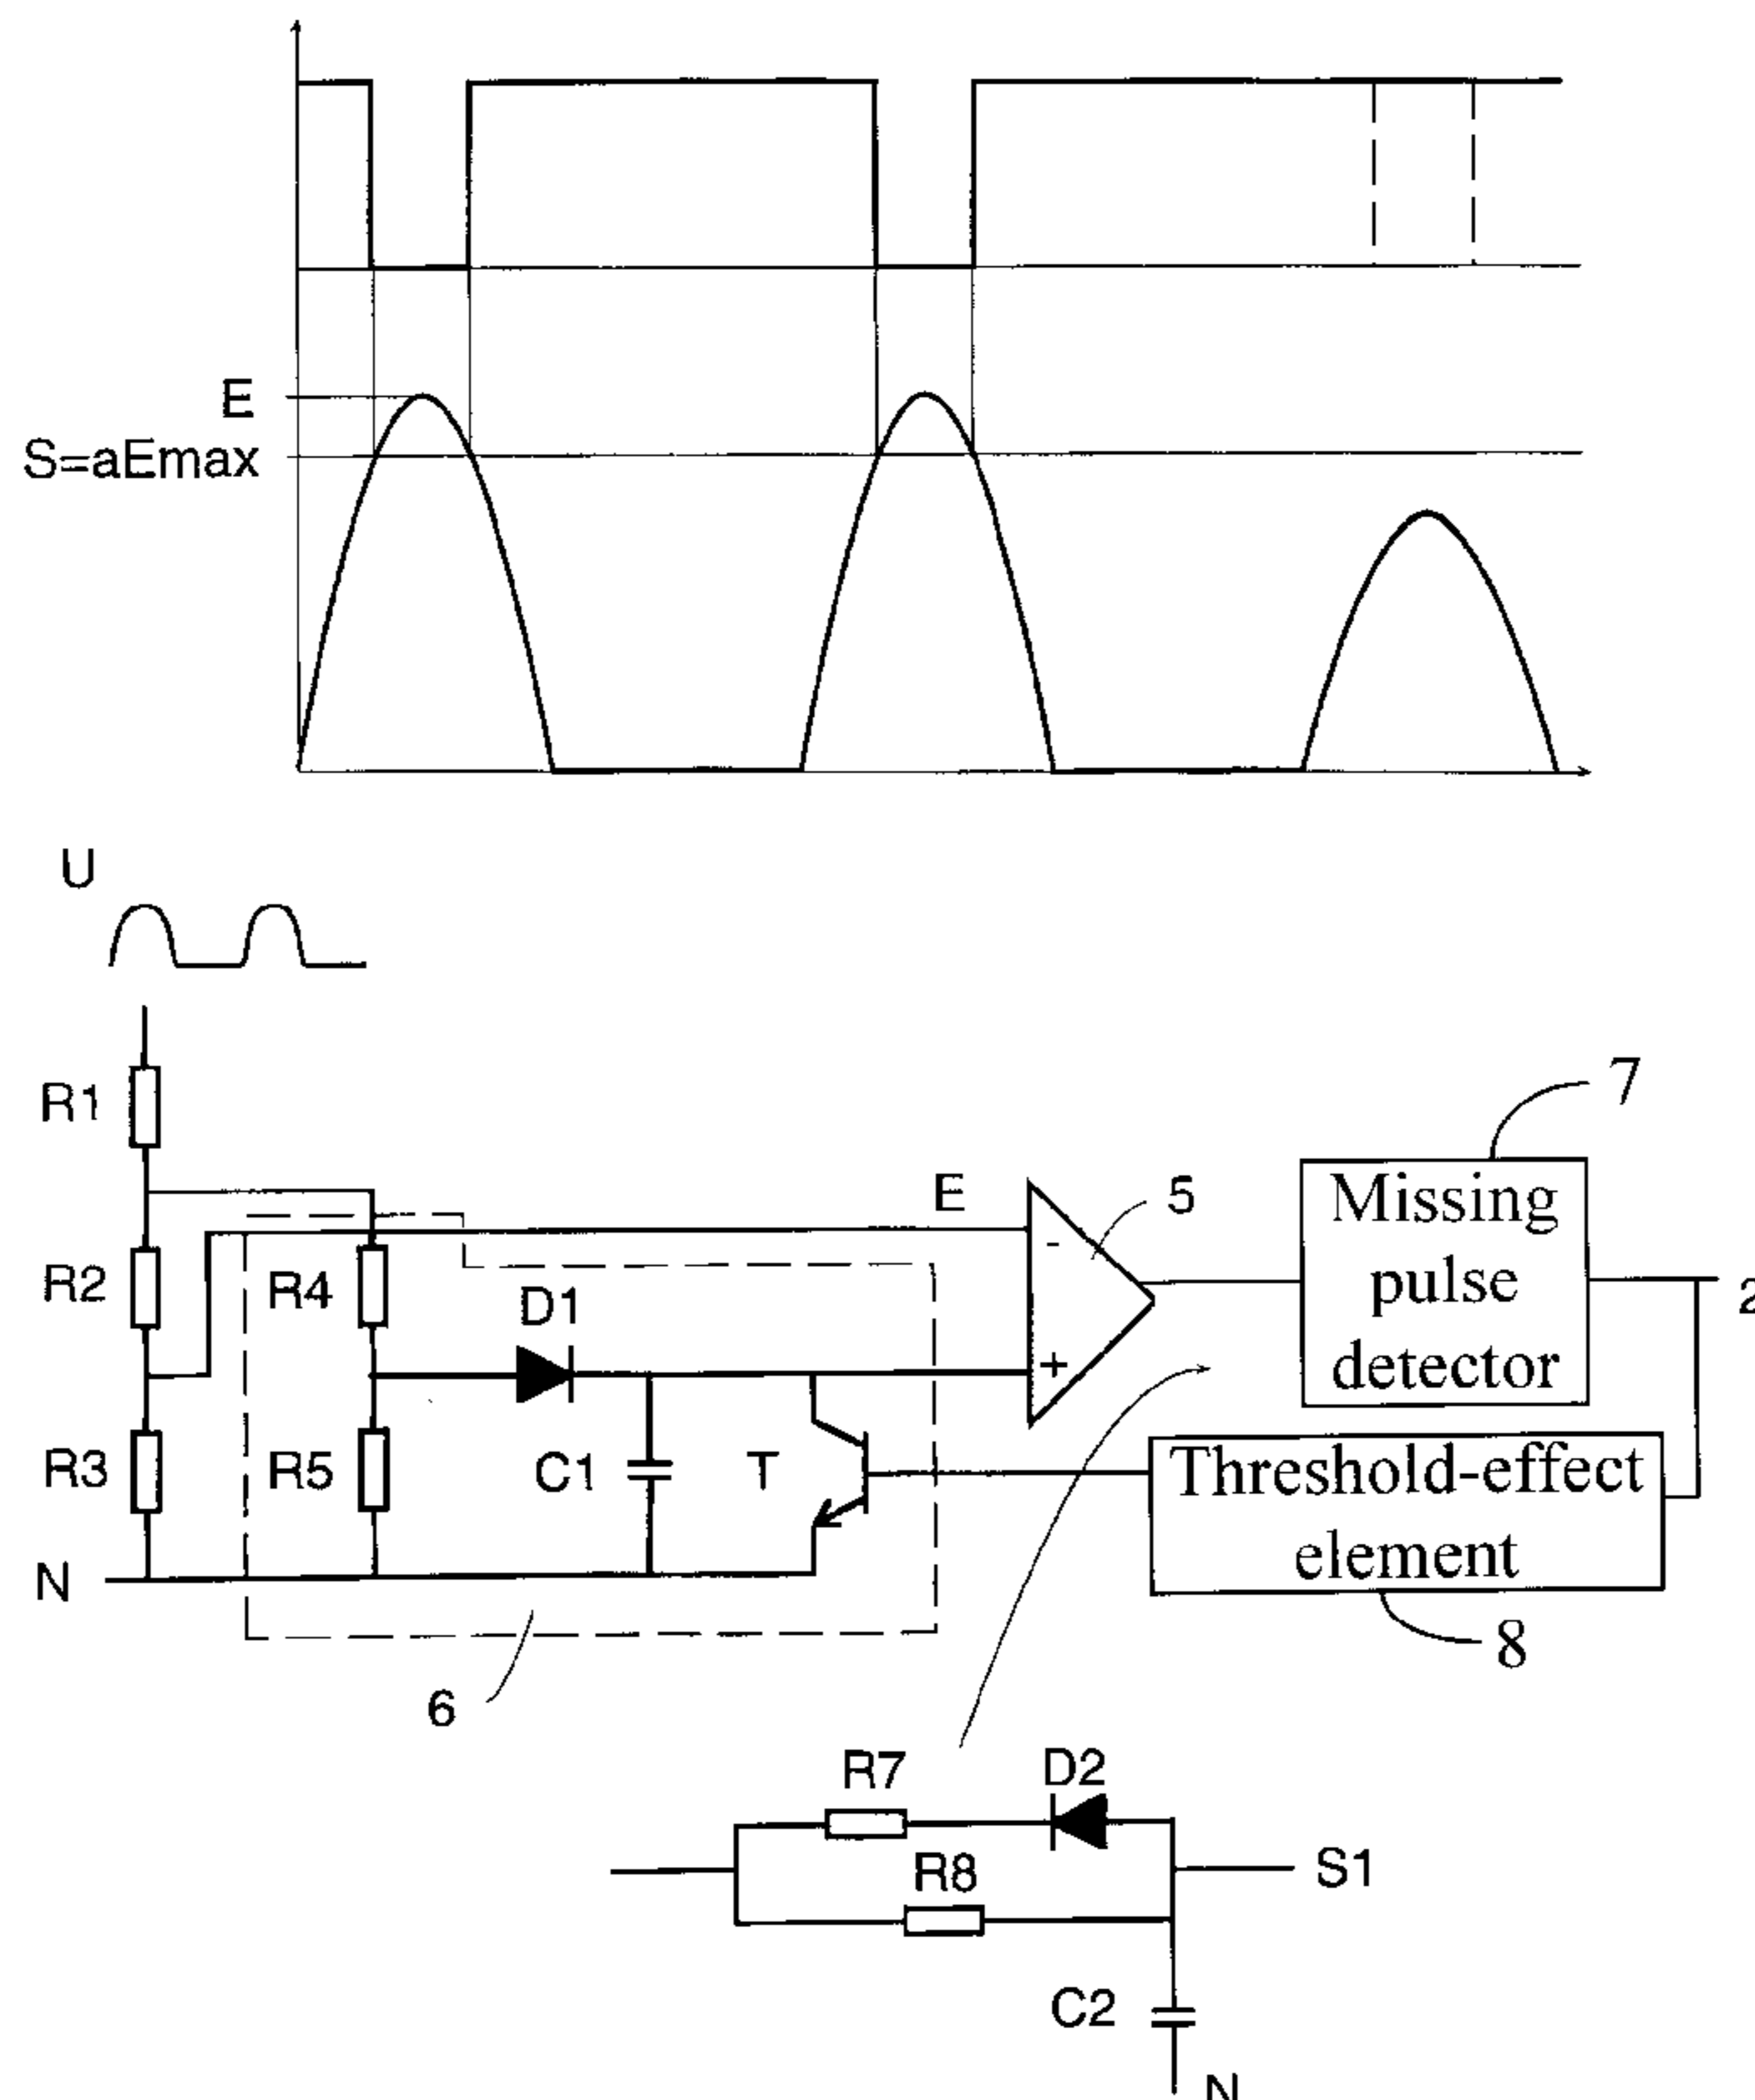 E
S=aEmax
U
R1
7
E
5
Missing
pulse
detector
-
2
R2
R4
D1
+
R3
R5
C1
T
Threshold-effect
element
N
8
6
R7
D2
R8
S1
C2
N